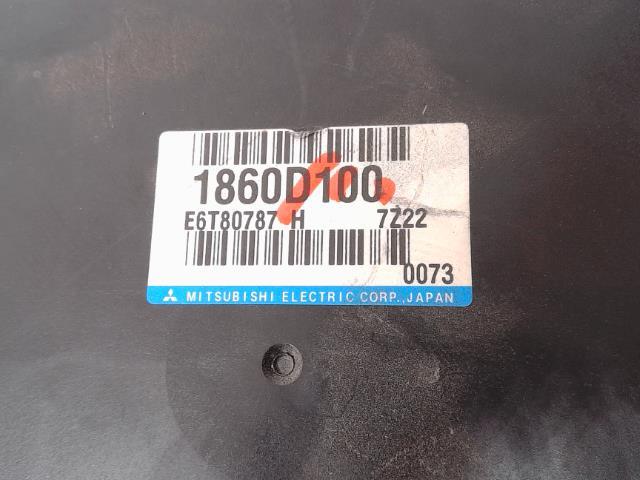 1860D100
E6T80787 H 7Z22
0073
MITSUBISHI ELECTRIC CORP., JAPAN